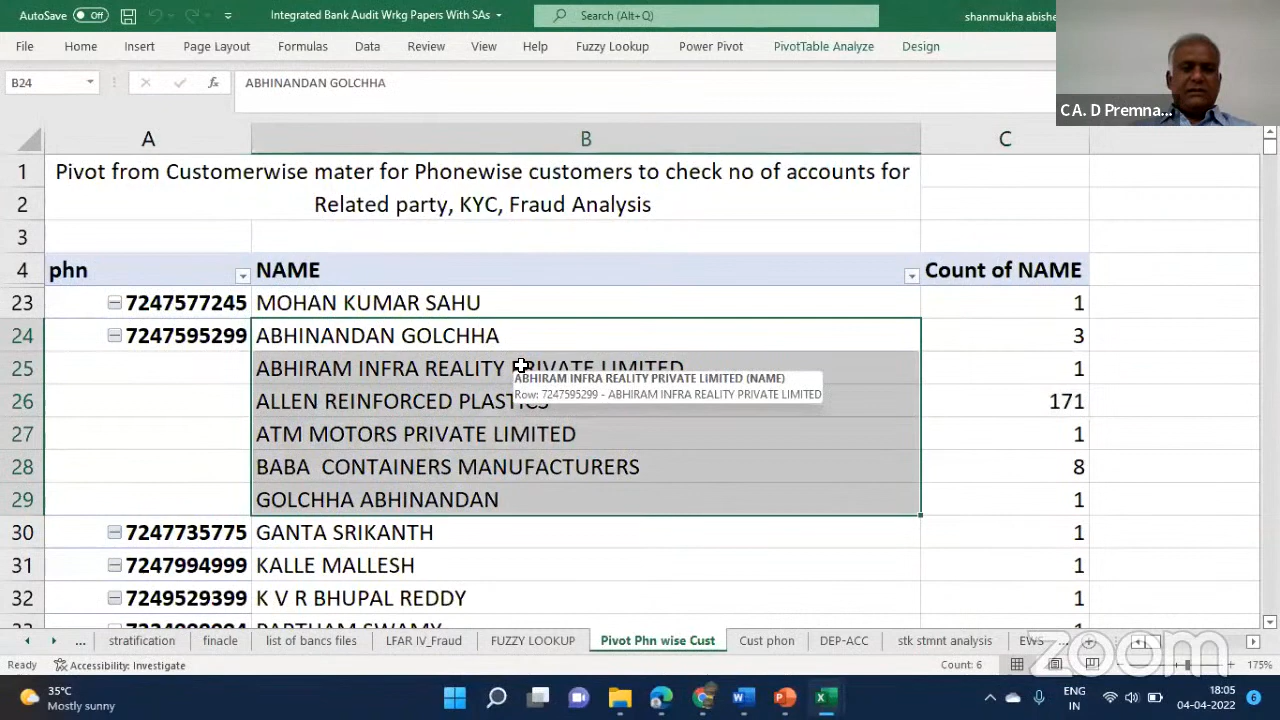 AutoSave Off Integrated Bank Audit Wrkg Papers With SAs Search (Alt+Q) shanmukha abishe
File Home Insert Page Layout Formulas Data Review View Help Fuzzy Lookup Power Pivot PivotTable Analyze Design
B24 fx ABHINANDAN GOLCHHA
CA. D Premna...
A B C
1 Pivot from Customerwise mater for Phonewise customers to check no of accounts for
2 Related party, KYC, Fraud Analysis
3
4 phn NAME Count of NAME
23 7247577245 MOHAN KUMAR SAHU 1
24 7247595299 ABHINANDAN GOLCHHA 3
25 ABHIRAM INFRA REALITY PRIVATE LIMITED 1
ABHIRAM INFRA REALITY PRIVATE LIMITED (NAME)
Row: 7247595299 - ABHIRAM INFRA REALITY PRIVATE LIMITED
26 ALLEN REINFORCED PLASTICS 171
27 ATM MOTORS PRIVATE LIMITED 1
28 BABA CONTAINERS MANUFACTURERS 8
29 GOLCHHA ABHINANDAN 1
30 7247735775 GANTA SRIKANTH 1
31 7247994999 KALLE MALLESH 1
32 7249529399 K V R BHUPAL REDDY 1
... stratification finacle list of bancs files LFAR IV_Fraud FUZZY LOOKUP Pivot Phn wise Cust Cust phon DEP-ACC stk stmnt analysis EWS
Ready Accessibility: Investigate Count: 6 175%
zoom
35°C
Mostly sunny
ENG
IN
18:05
04-04-2022
6